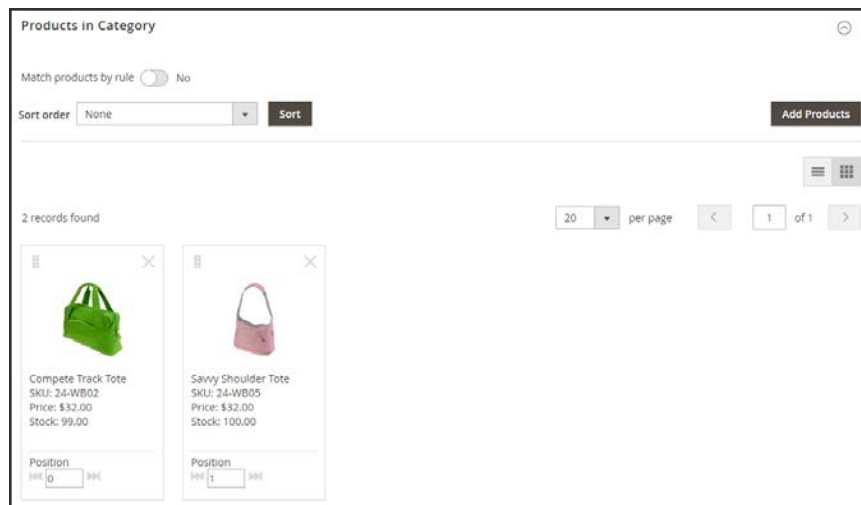 Products in Category
Match products by rule No
Sort order None Sort Add Products
2 records found 20 per page 1 of 1
Compete Track Tote
SKU: 24-WB02
Price: $32.00
Stock: 99.00
Position
0
Savvy Shoulder Tote
SKU: 24-WB05
Price: $32.00
Stock: 100.00
Position
1